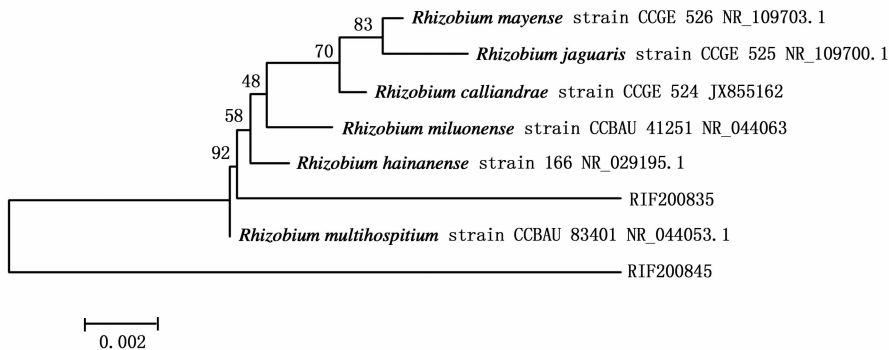 83
Rhizobium mayense strain CCGE 526 NR_109703.1
70
Rhizobium jaguaris strain CCGE 525 NR_109700.1
48
Rhizobium calliandrae strain CCGE 524 JX855162
58
Rhizobium miluonense strain CCBAU 41251 NR_044063
92
Rhizobium hainanense strain 166 NR_029195.1
RIF200835
Rhizobium multihospitium strain CCBAU 83401 NR_044053.1
RIF200845
0.002